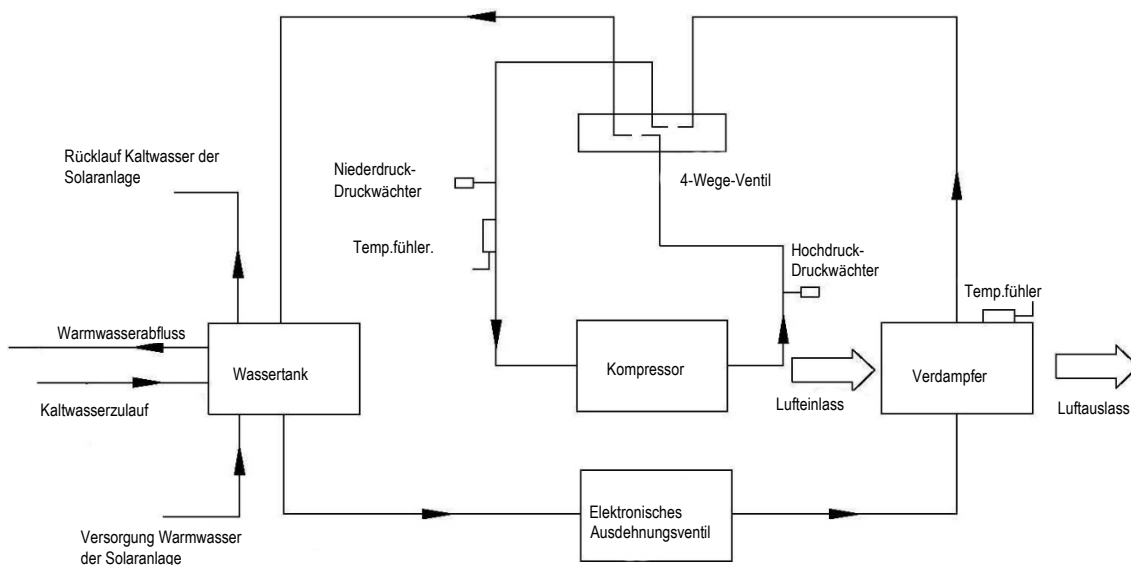 Rücklauf Kaltwasser der
Solaranlage
Niederdruck-
Druckwächter
4-Wege-Ventil
Temp.fühler.
Hochdruck-
Druckwächter
Temp.fühler
Warmwasserabfluss
Wassertank
Kompressor
Verdampfer
Kaltwasserzulauf
Lufteinlass
Luftauslass
Elektronisches
Ausdehnungsventil
Versorgung Warmwasser
der Solaranlage